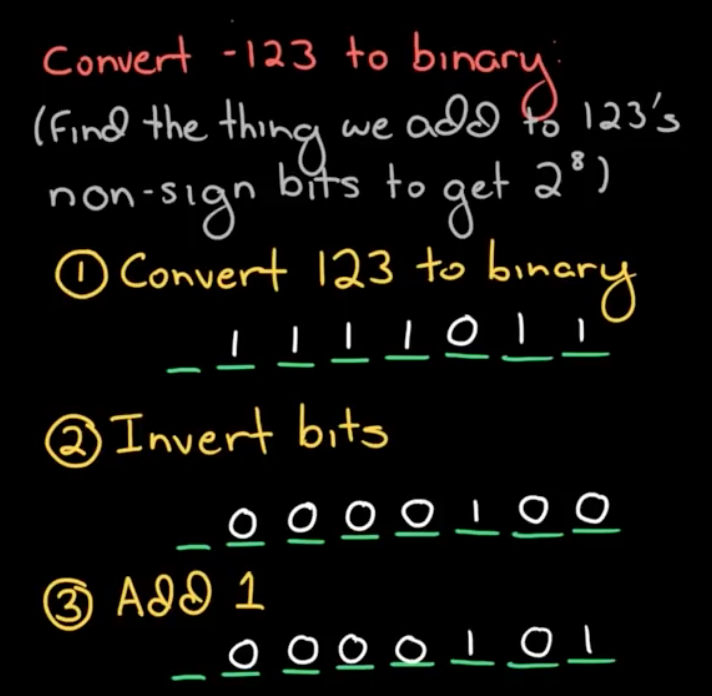 Convert -123 to binary:
(Find the thing we add to 123's
non-sign bits to get 2⁸)
① Convert 123 to binary
_ 1 1 1 1 0 1 1
② Invert bits
_ 0 0 0 0 1 0 0
③ Add 1
_ 0 0 0 0 1 0 1